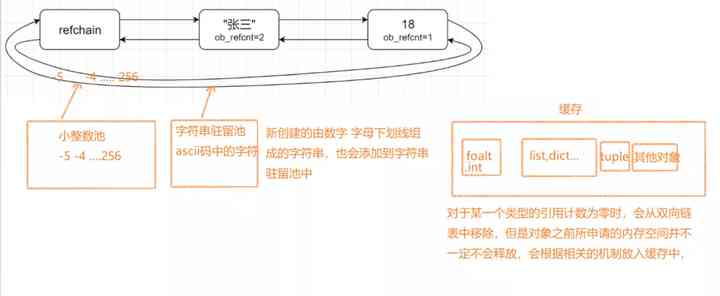 refchain
"张三"
ob_refcnt=2
18
ob_refcnt=1
-5 -4 .... 256
小整数池
-5 -4 ....256
字符串驻留池
ascii码中的字符
新创建的由数字 字母下划线组
成的字符串，也会添加到字符串
驻留池中
缓存
foalt
.int
list,dict...
tuple
其他对象
对于某一个类型的引用计数为零时，会从双向链
表中移除，但是对象之前所申请的内存空间并不
一定不会释放，会根据相关的机制放入缓存中，